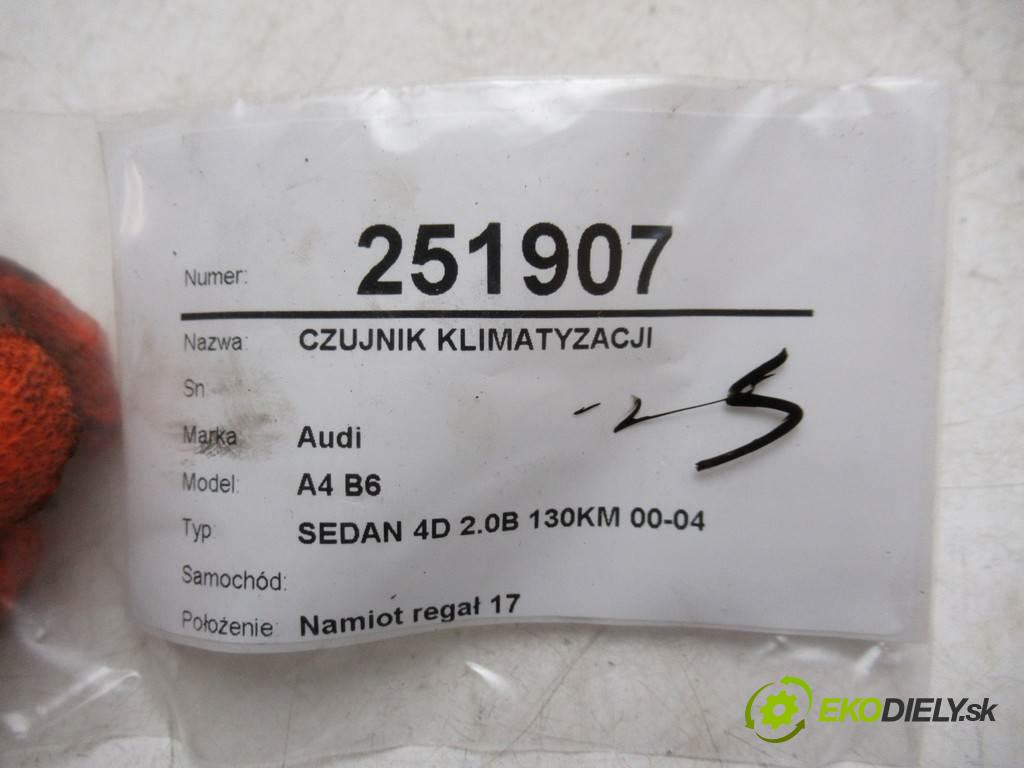 Numer: 251907
Nazwa: CZUJNIK KLIMATYZACJI
Sn
Marka Audi
Model: A4 B6
Typ SEDAN 4D 2.0B 130KM 00-04
Samochód:
Położenie: Namiot regał 17
EKODIELY.sk